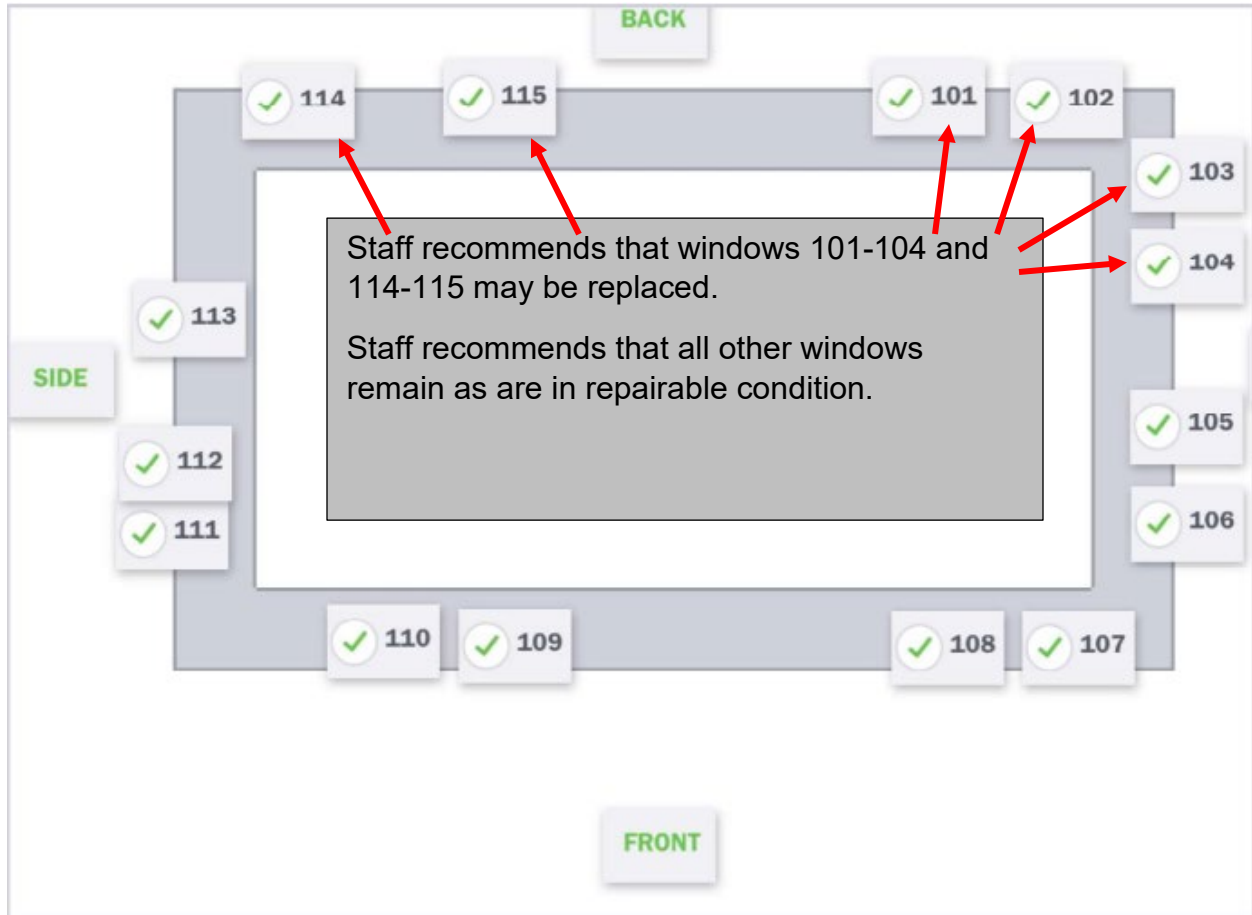 BACK
114
115
101
102
103
104
Staff recommends that windows 101-104 and
114-115 may be replaced.
Staff recommends that all other windows
remain as are in repairable condition.
113
SIDE
112
111
105
106
110
109
108
107
FRONT